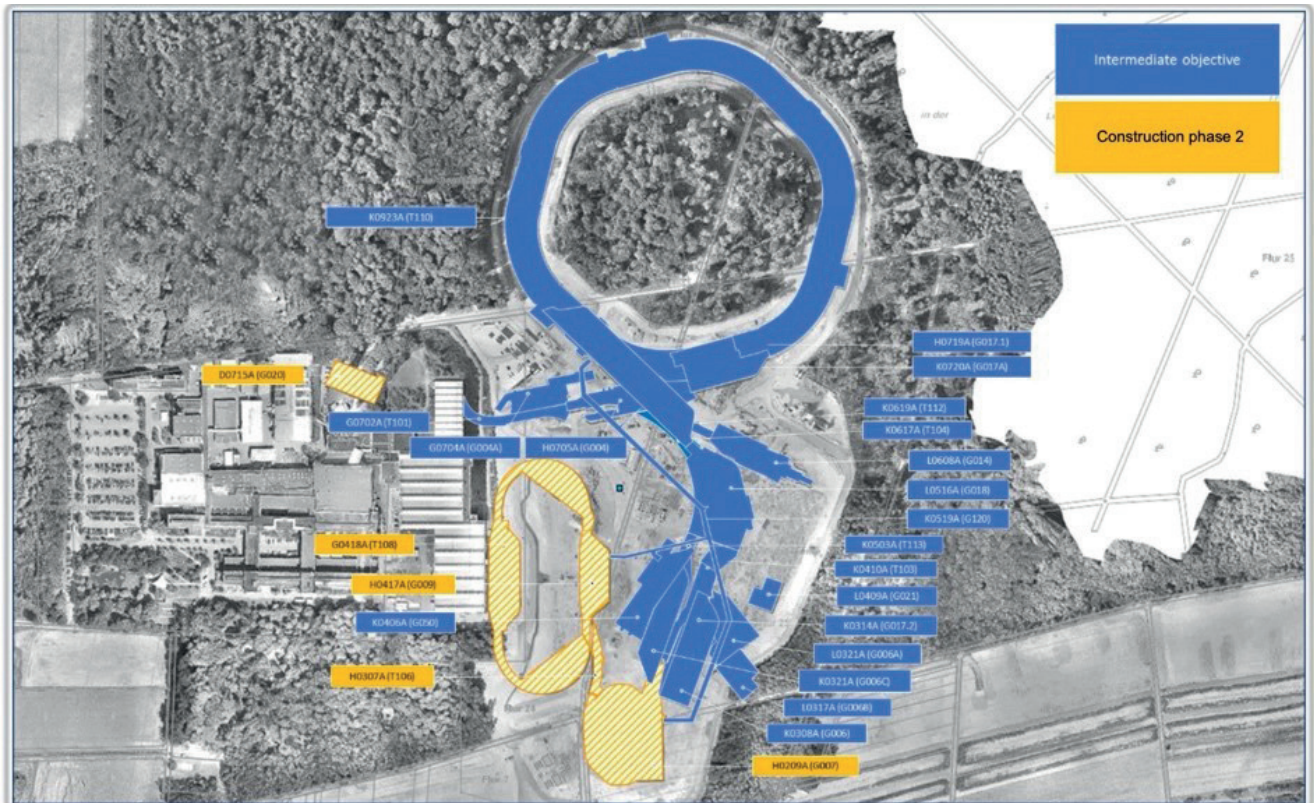 Intermediate objective
Construction phase 2
in der
K0923A (T110)
Flur 25
H0719A (G017.1)
K0720A (G017A)
D0715A (G020)
K0619A (T112)
G0702A (T101)
K0617A (T104)
G0704A (G004A)
H0705A (G004)
L0608A (G014)
L0516A (G018)
K0519A (G120)
G0418A (T108)
K0503A (T113)
K0410A (T103)
H0417A (G009)
L0409A (G021)
K0406A (G050)
K0314A (G017.2)
L0321A (G006A)
H0307A (T106)
K0321A (G006C)
L0317A (G006B)
K0308A (G006)
H0209A (G007)